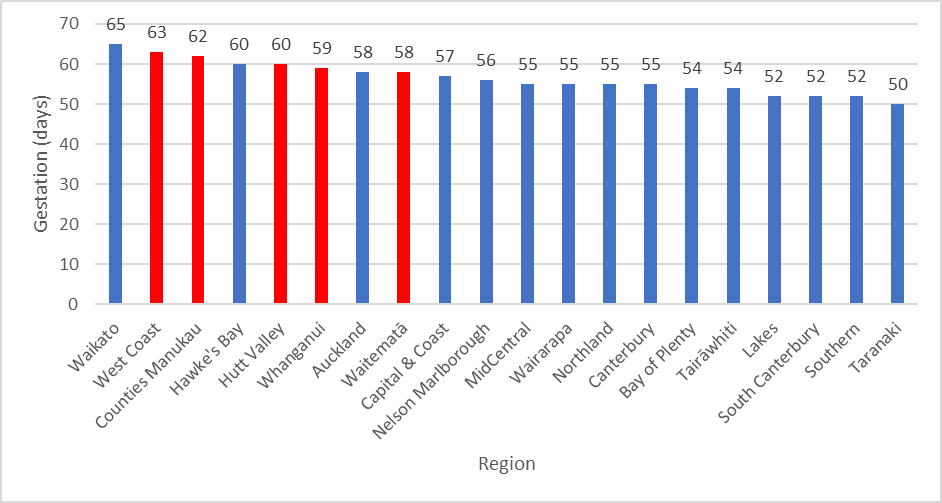 70
60
50
40
30
20
10
0
Gestation (days)
65
63
62
60
60
59
58
58
57
56
55
55
55
55
54
54
52
52
52
50
Waikato
West Coast
Counties Manukau
Hawke's Bay
Hutt Valley
Whanganui
Auckland
Waitematā
Capital & Coast
Nelson Marlborough
MidCentral
Wairarapa
Northland
Canterbury
Bay of Plenty
Tairāwhiti
Lakes
South Canterbury
Southern
Taranaki
Region